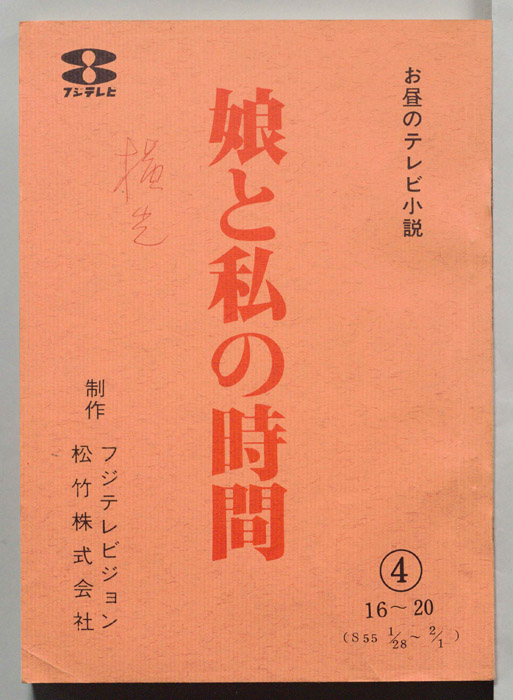 お昼のテレビ小説
娘と私の時間
フジテレビ
制作
フジテレビジョン
松竹株式会社
④
16～20
(S55 1/28～2/1)